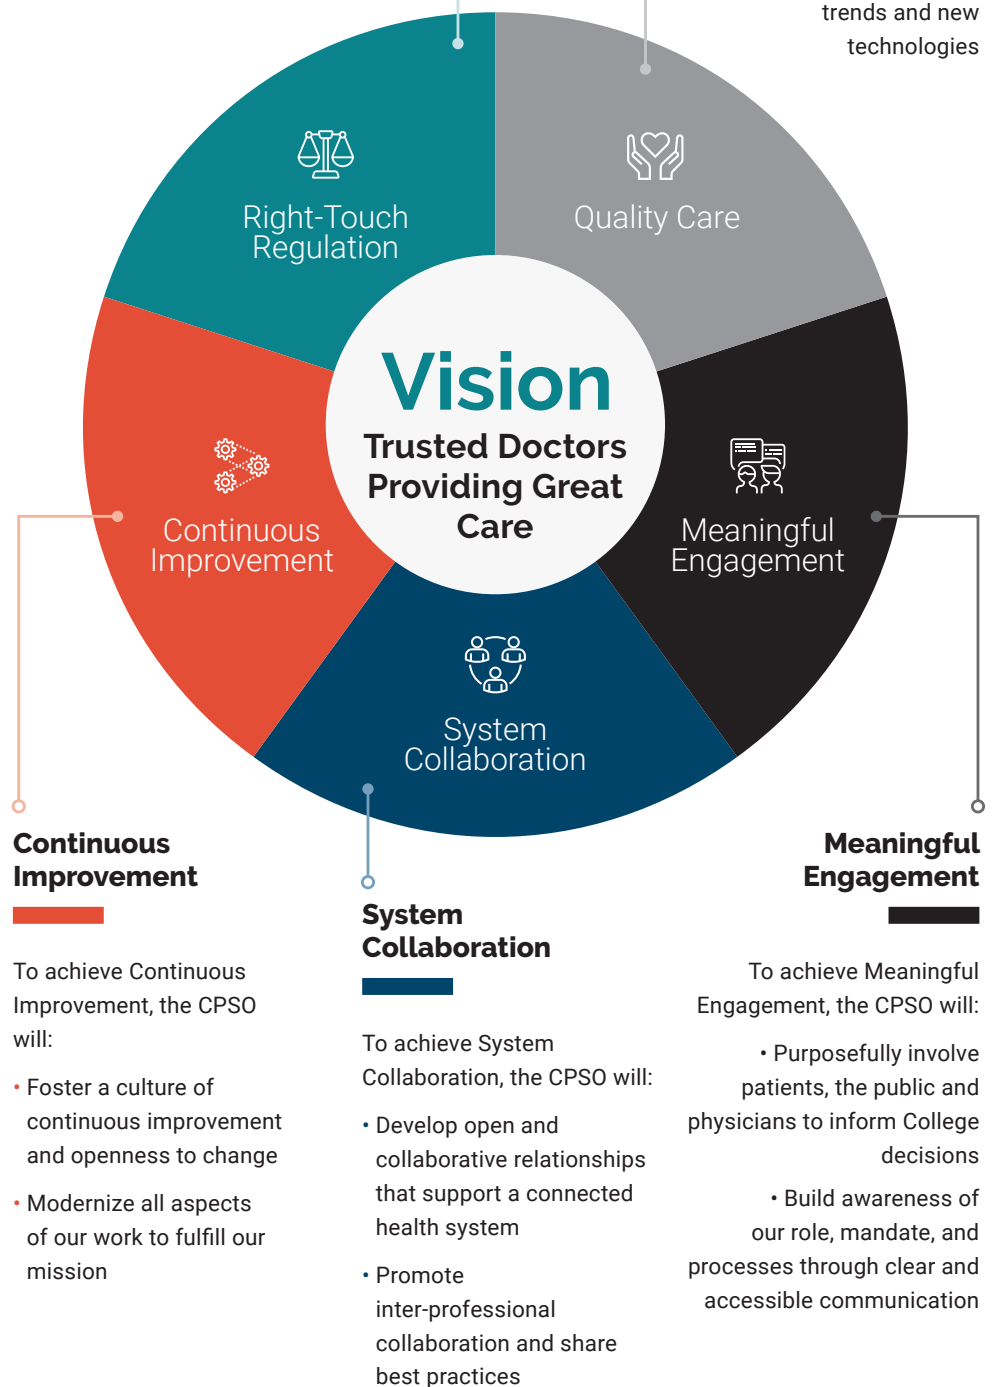 trends and new
technologies
Right-Touch
Regulation
Quality Care
Vision
Trusted Doctors
Providing Great
Care
Continuous
Improvement
Meaningful
Engagement
System
Collaboration
Continuous
Improvement
To achieve Continuous
Improvement, the CPSO
will:
• Foster a culture of
continuous improvement
and openness to change
• Modernize all aspects
of our work to fulfill our
mission
System
Collaboration
To achieve System
Collaboration, the CPSO will:
• Develop open and
collaborative relationships
that support a connected
health system
• Promote
inter-professional
collaboration and share
best practices
Meaningful
Engagement
To achieve Meaningful
Engagement, the CPSO will:
• Purposefully involve
patients, the public and
physicians to inform College
decisions
• Build awareness of
our role, mandate, and
processes through clear and
accessible communication